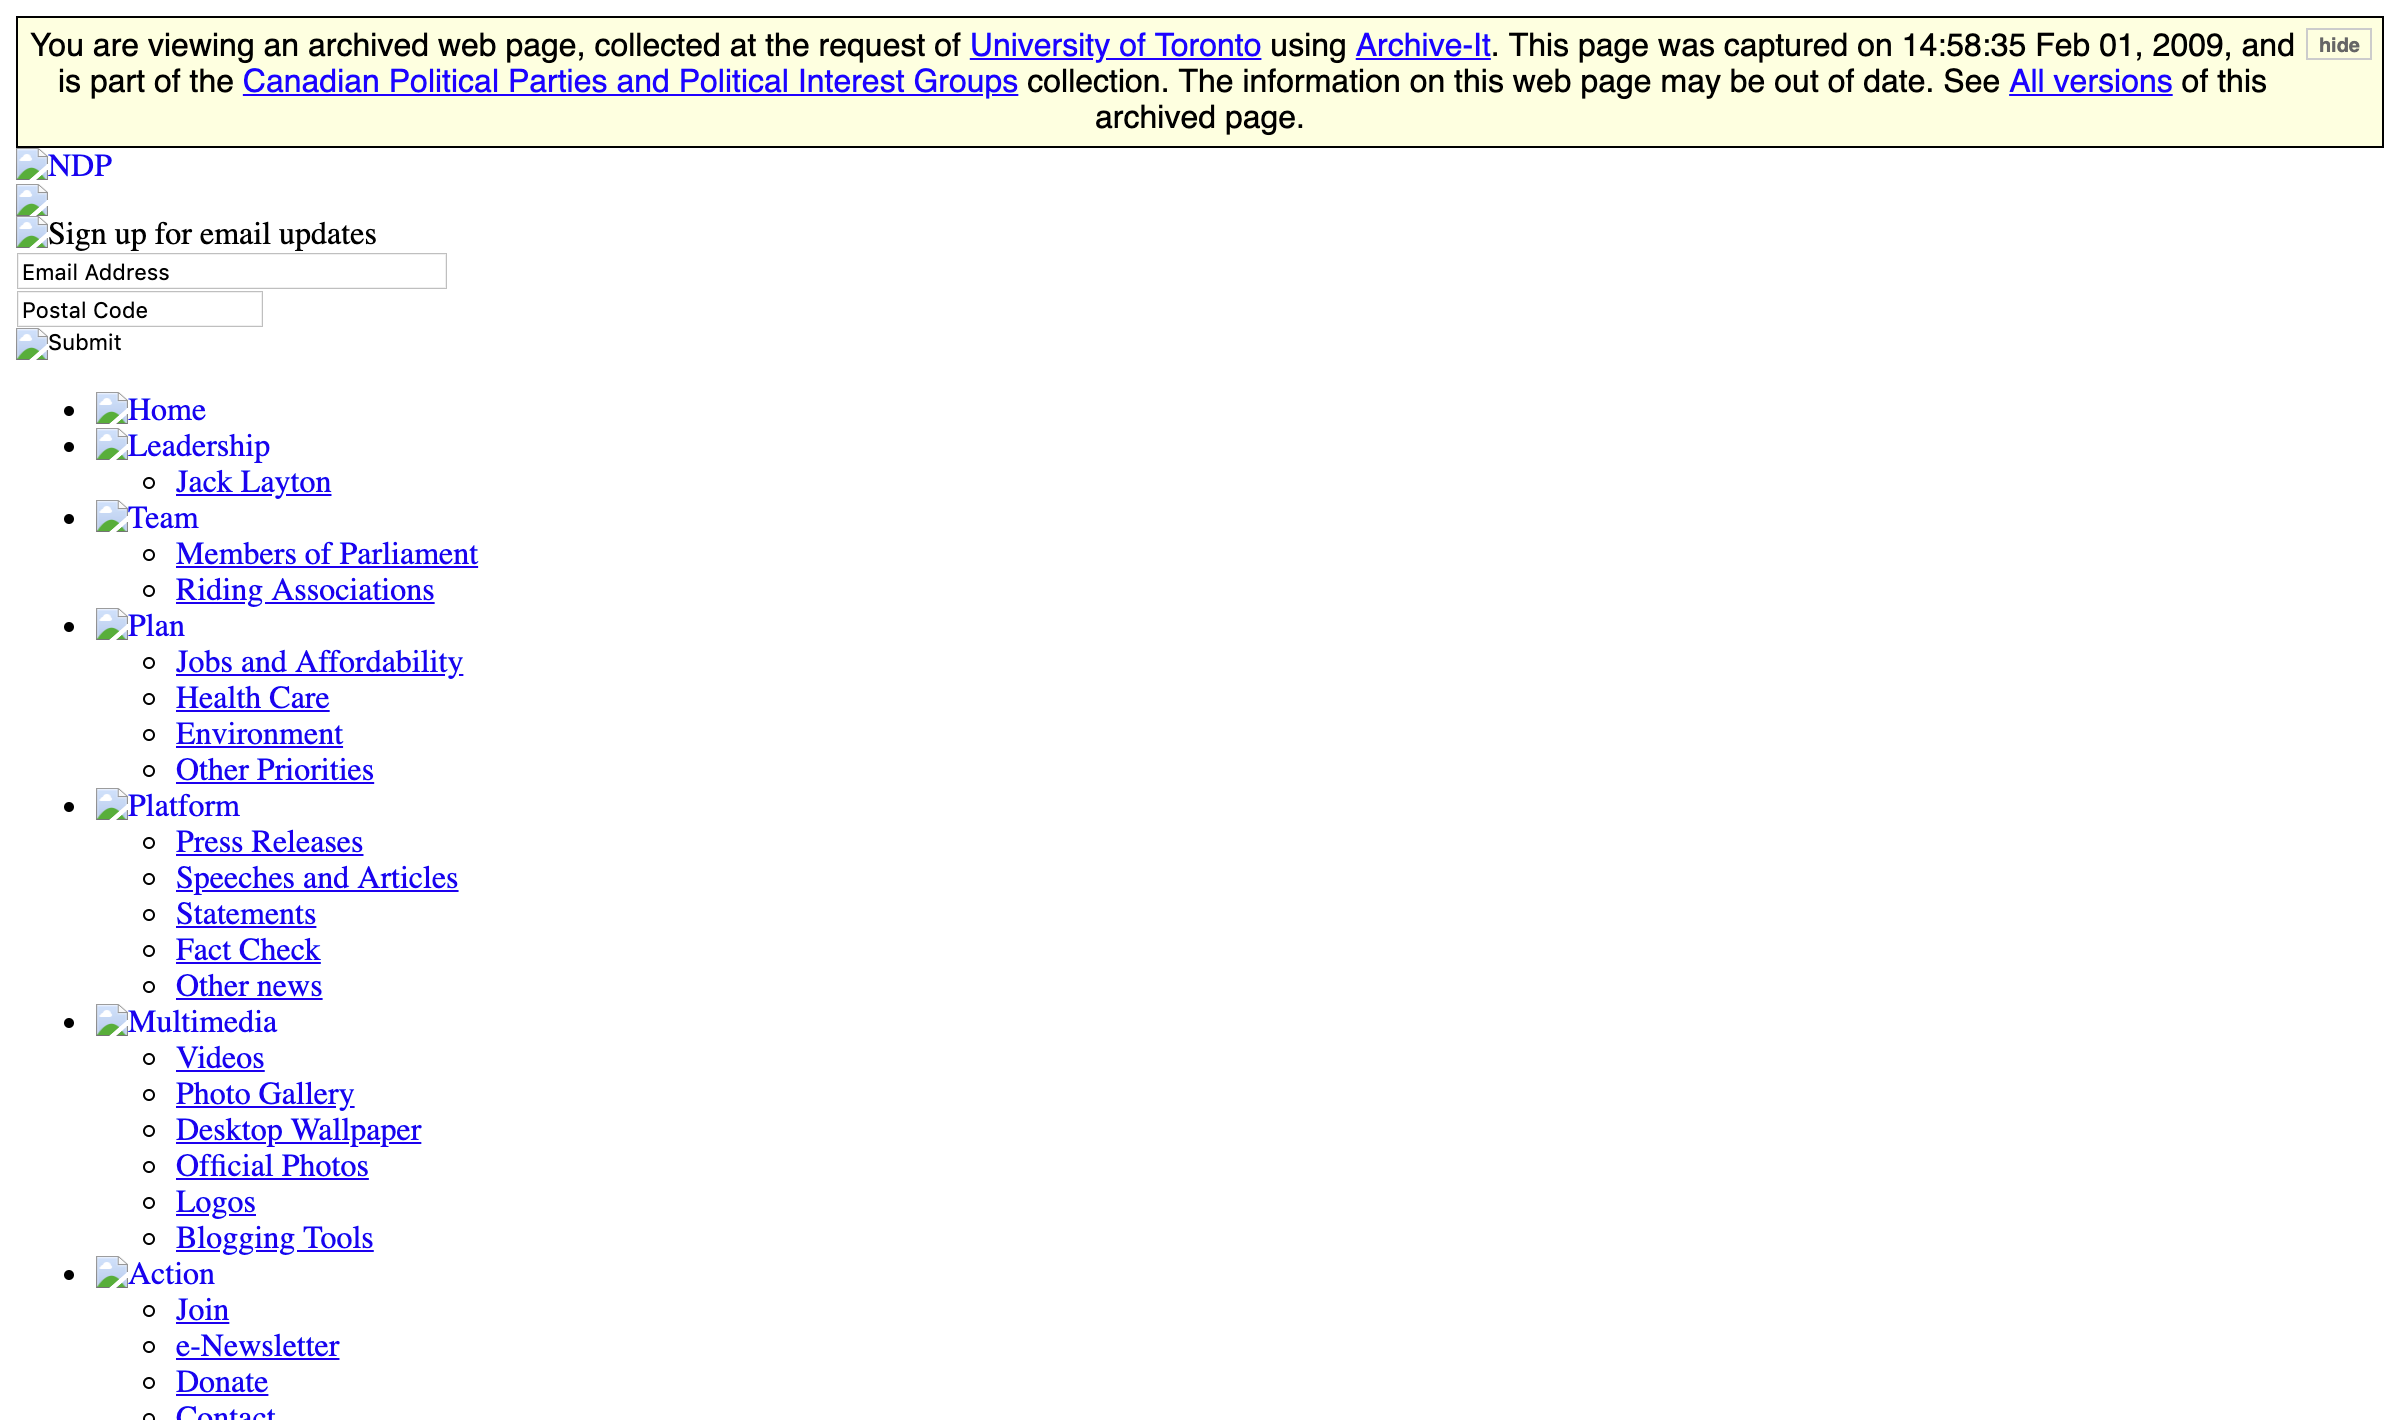 You are viewing an archived web page, collected at the request of University of Toronto using Archive-It. This page was captured on 14:58:35 Feb 01, 2009, and hide
is part of the Canadian Political Parties and Political Interest Groups collection. The information on this web page may be out of date. See All versions of this
archived page.
NDP
Sign up for email updates
Email Address
Postal Code
Submit
Home
Leadership
Jack Layton
Team
Members of Parliament
Riding Associations
Plan
Jobs and Affordability
Health Care
Environment
Other Priorities
Platform
Press Releases
Speeches and Articles
Statements
Fact Check
Other news
Multimedia
Videos
Photo Gallery
Desktop Wallpaper
Official Photos
Logos
Blogging Tools
Action
Join
e-Newsletter
Donate
Contact